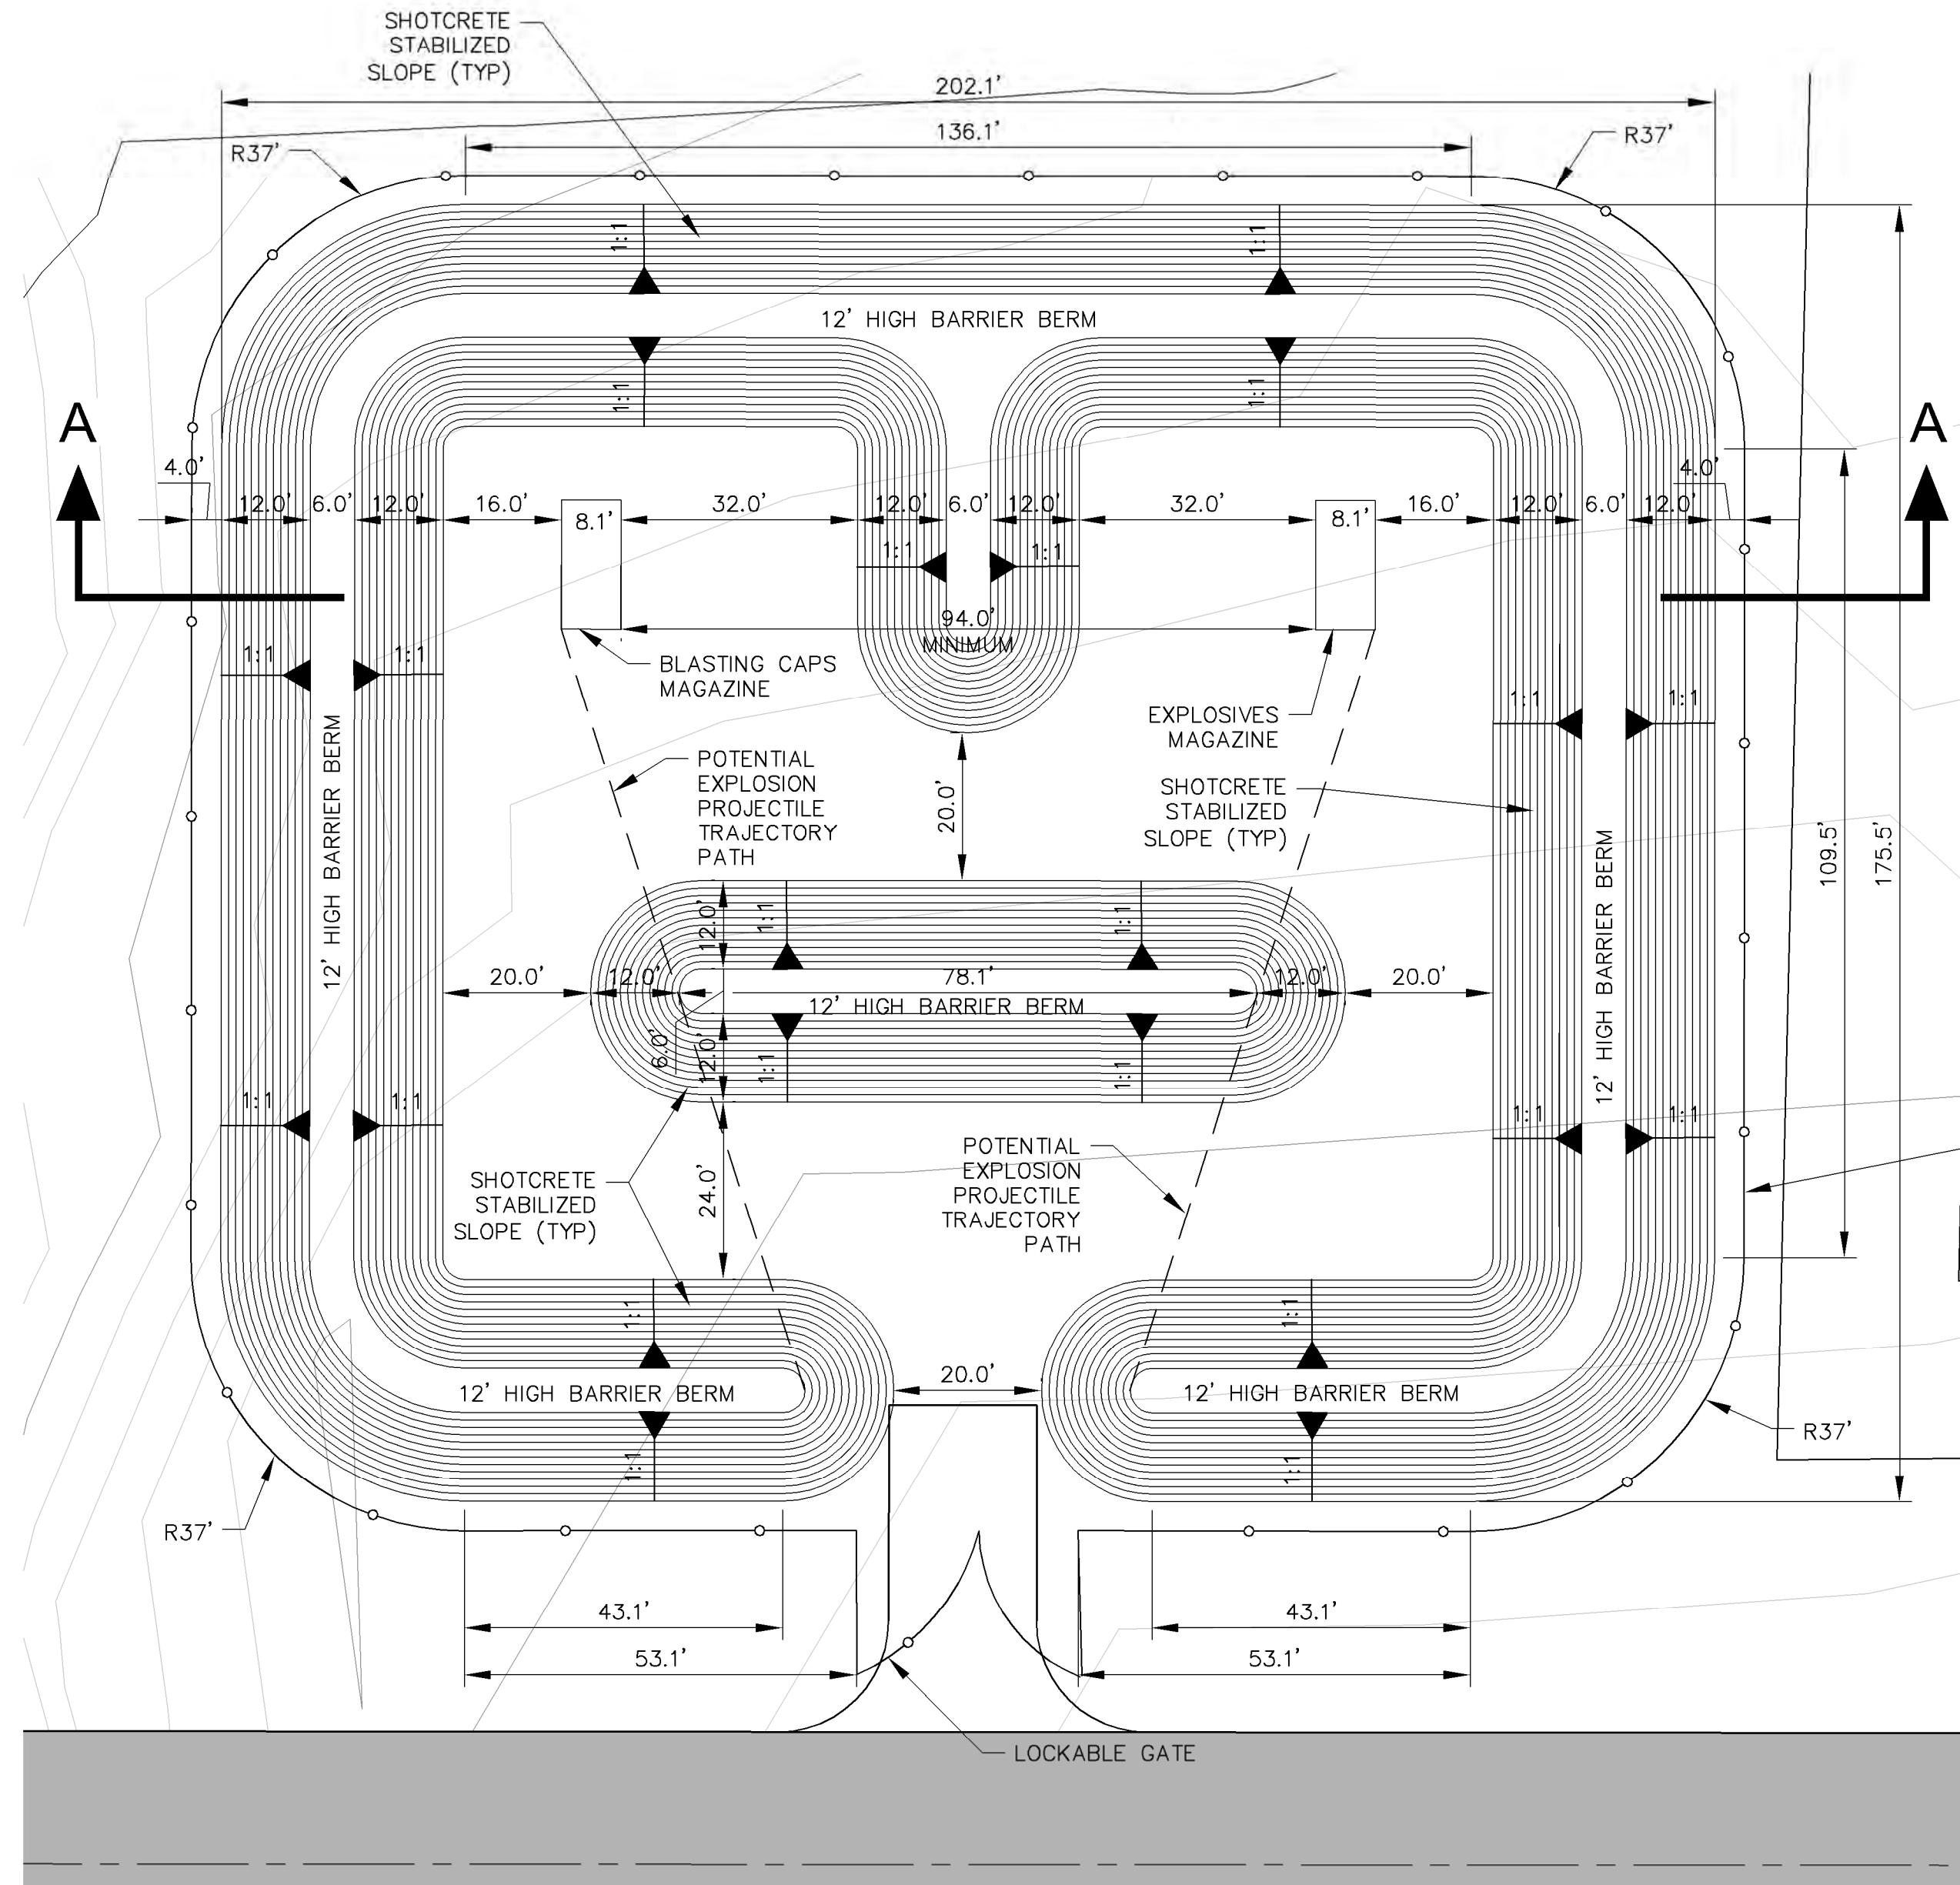 SHOTCRETE
STABILIZED
SLOPE (TYP)
202.1'
136.1'
R37'
R37'
1:1
1:1
12' HIGH BARRIER BERM
1:1
1:1
A
A
4.0'
4.0'
12.0' 6.0' 12.0' 16.0' 8.1' 32.0' 12.0' 6.0' 12.0' 32.0' 8.1' 16.0' 12.0' 6.0' 12.0'
1:1
1:1
94.0'
MINIMUM
BLASTING CAPS
MAGAZINE
1:1
1:1
EXPLOSIVES
MAGAZINE
1:1
1:1
12' HIGH BARRIER BERM
POTENTIAL
EXPLOSION
PROJECTILE
TRAJECTORY
PATH
20.0'
SHOTCRETE
STABILIZED
SLOPE (TYP)
12' HIGH BARRIER BERM
109.5'
175.5'
12.0'
1:1
1:1
20.0' 12.0' 78.1' 12.0' 20.0'
12' HIGH BARRIER BERM
6.0'
12.0'
1:1
1:1
1:1
1:1
1:1
1:1
24.0'
SHOTCRETE
STABILIZED
SLOPE (TYP)
POTENTIAL
EXPLOSION
PROJECTILE
TRAJECTORY
PATH
1:1
1:1
20.0'
12' HIGH BARRIER BERM
12' HIGH BARRIER BERM
1:1
1:1
R37'
R37'
43.1'
43.1'
53.1'
53.1'
LOCKABLE GATE